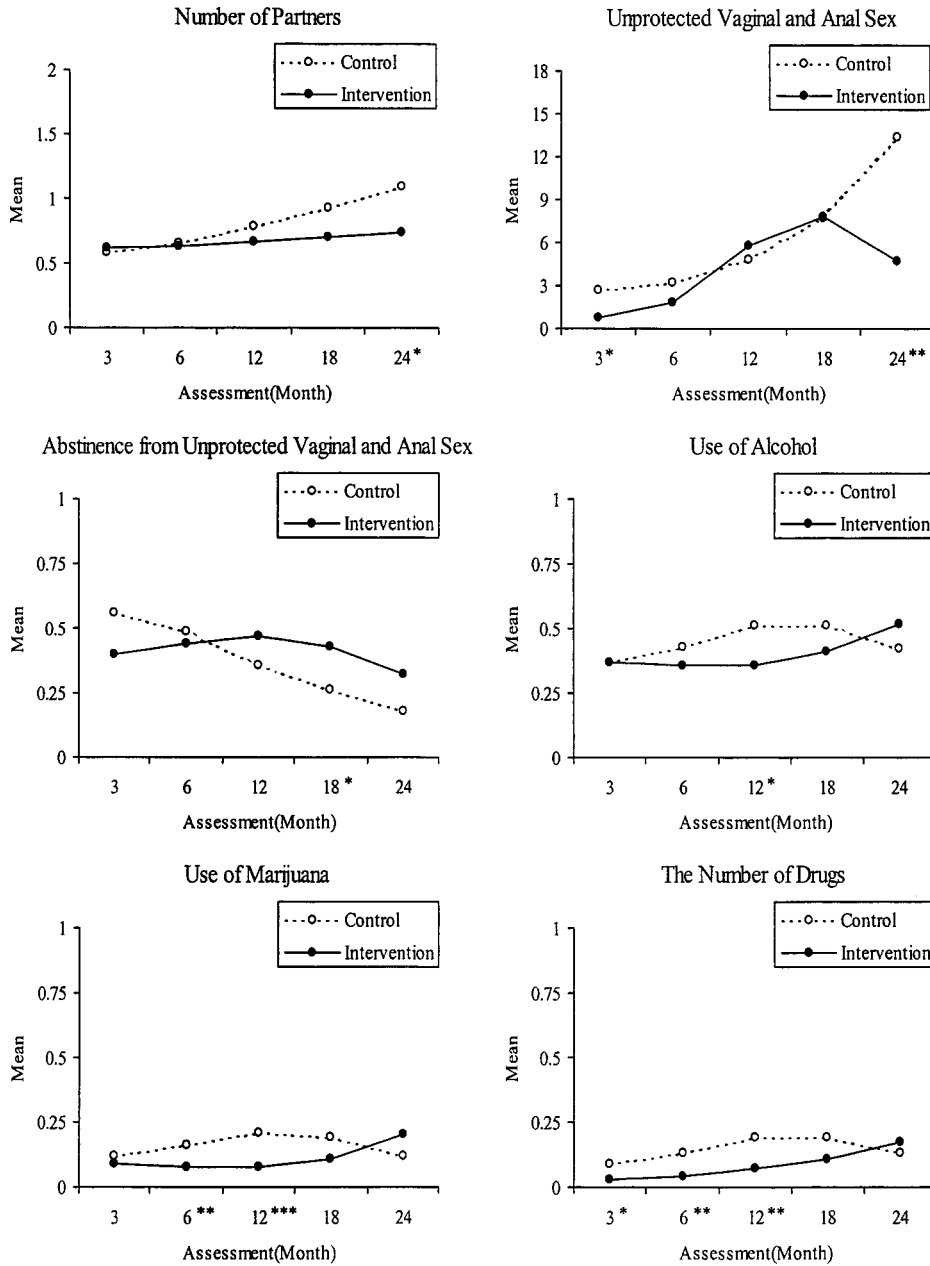 Number of Partners
Control
Intervention
2
1.5
1
0.5
0
Mean
3 6 12 18 24*
Assessment(Month)
Unprotected Vaginal and Anal Sex
Control
Intervention
18
15
12
9
6
3
0
Mean
3* 6 12 18 24**
Assessment(Month)
Abstinence from Unprotected Vaginal and Anal Sex
Control
Intervention
1
0.75
0.5
0.25
0
Mean
3 6 12 18* 24
Assessment(Month)
Use of Alcohol
Control
Intervention
1
0.75
0.5
0.25
0
Mean
3 6 12* 18 24
Assessment(Month)
Use of Marijuana
Control
Intervention
1
0.75
0.5
0.25
0
Mean
3 6** 12*** 18 24
Assessment(Month)
The Number of Drugs
Control
Intervention
1
0.75
0.5
0.25
0
Mean
3* 6** 12** 18 24
Assessment(Month)